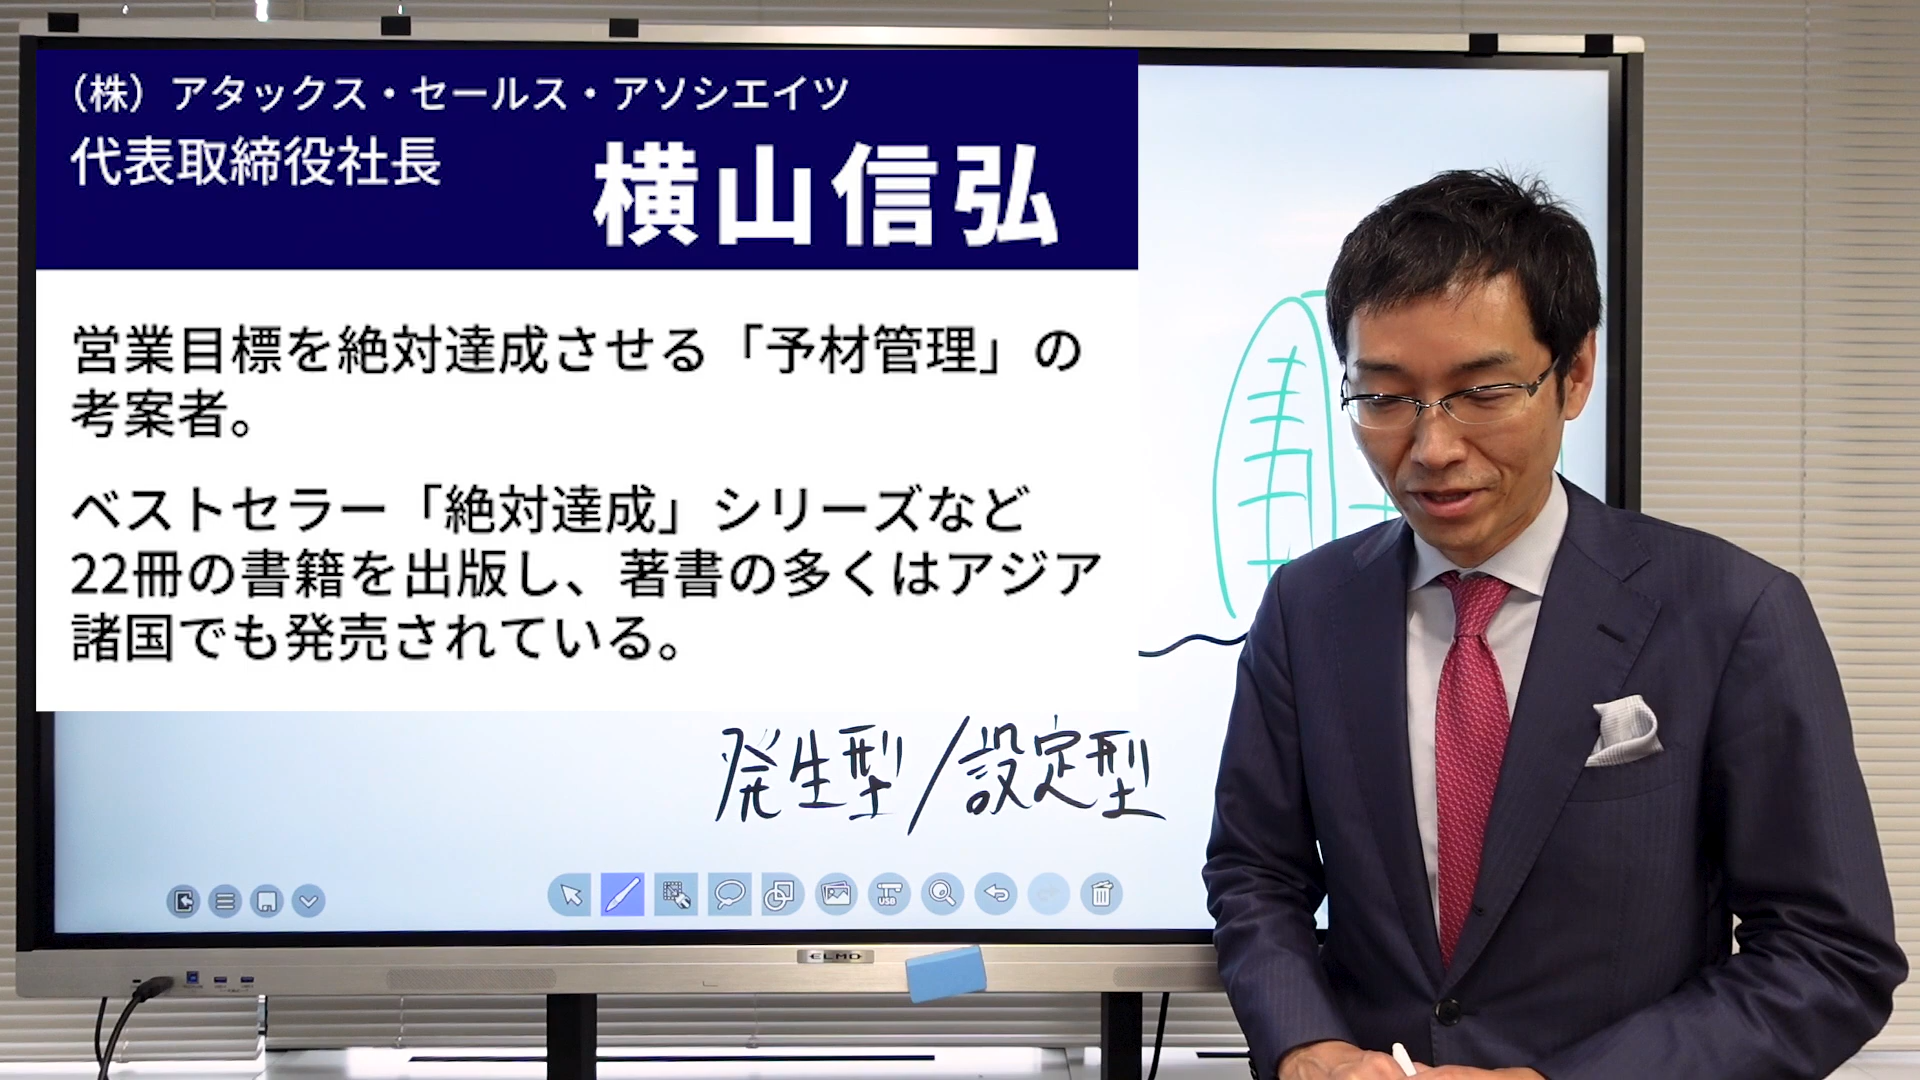 （株）アタックス・セールス・アソシエイツ
代表取締役社長
横山信弘
営業目標を絶対達成させる「予材管理」の
考案者。
ベストセラー「絶対達成」シリーズなど
22冊の書籍を出版し、著書の多くはアジア
諸国でも発売されている。
発生型/設定型
USB
ELMO